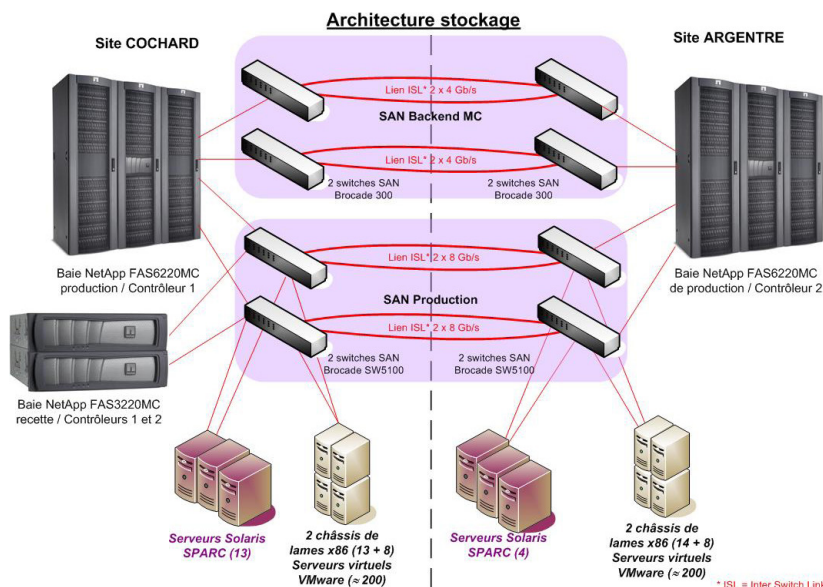 Architecture stockage
Site COCHARD
Site ARGENTRE
Lien ISL* 2 x 4 Gb/s
SAN Backend MC
Lien ISL* 2 x 4 Gb/s
2 switches SAN
Brocade 300
2 switches SAN
Brocade 300
Baie NetApp FAS6220MC
production / Contrôleur 1
Baie NetApp FAS6220MC
de production / Contrôleur 2
Lien ISL* 2 x 8 Gb/s
SAN Production
Lien ISL* 2 x 8 Gb/s
2 switches SAN
Brocade SW5100
2 switches SAN
Brocade SW5100
Baie NetApp FAS3220MC
recette / Contrôleurs 1 et 2
Serveurs Solaris
SPARC (13)
2 châssis de
lames x86 (13 + 8)
Serveurs virtuels
VMware (≈ 200)
Serveurs Solaris
SPARC (4)
2 châssis de
lames x86 (14 + 8)
Serveurs virtuels
VMware (≈ 200)
* ISL = Inter Switch Link